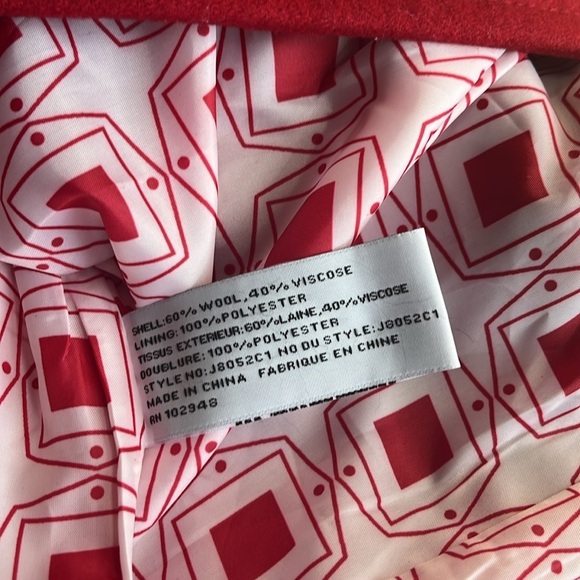 SHELL:60% WOOL,40% VISCOSE
LINING:100% POLYESTER
TISSUS EXTERIEUR:60% LAINE,40% VISCOSE
DOUBLURE: 100% POLYESTER
STYLE NO: J8052C1 NO DU STYLE: J8052C1
MADE IN CHINA FABRIQUE EN CHINE
RN 102948